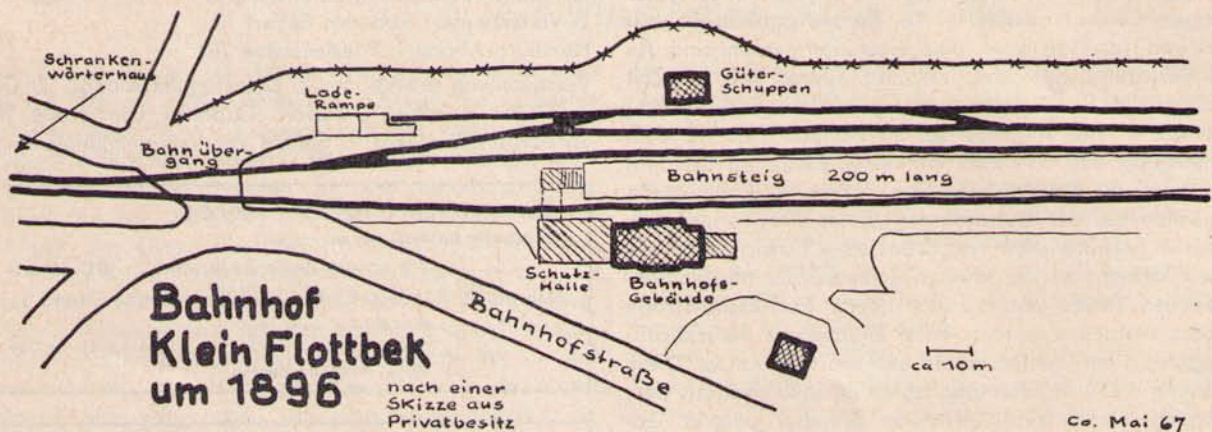 Schranken-
wärterhaus
Lade-
Rampe
Güter-
Schuppen
Bahnüber-
gang
Bahnsteig 200 m lang
Schutz-
Halle
Bahnhofs-
Gebäude
Bahnhofstraße
Bahnhof
Klein Flottbek
um 1896
nach einer
Skizze aus
Privatbesitz
ca 10m
Co. Mai 67